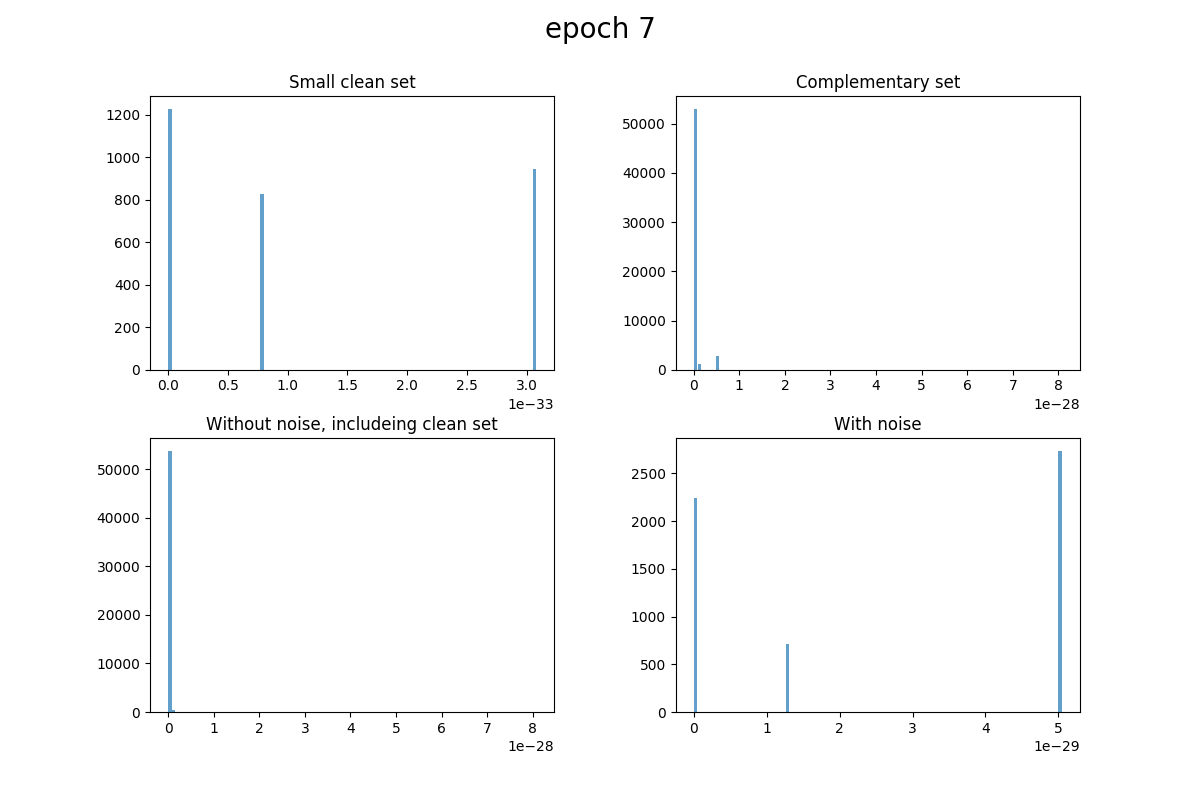 epoch 7
Small clean set
1200
1000
800
600
400
200
0
0.0 0.5 1.0 1.5 2.0 2.5 3.0
1e−33
Complementary set
50000
40000
30000
20000
10000
0
0 1 2 3 4 5 6 7 8
1e−28
Without noise, includeing clean set
50000
40000
30000
20000
10000
0
0 1 2 3 4 5 6 7 8
1e−28
With noise
2500
2000
1500
1000
500
0
0 1 2 3 4 5
1e−29